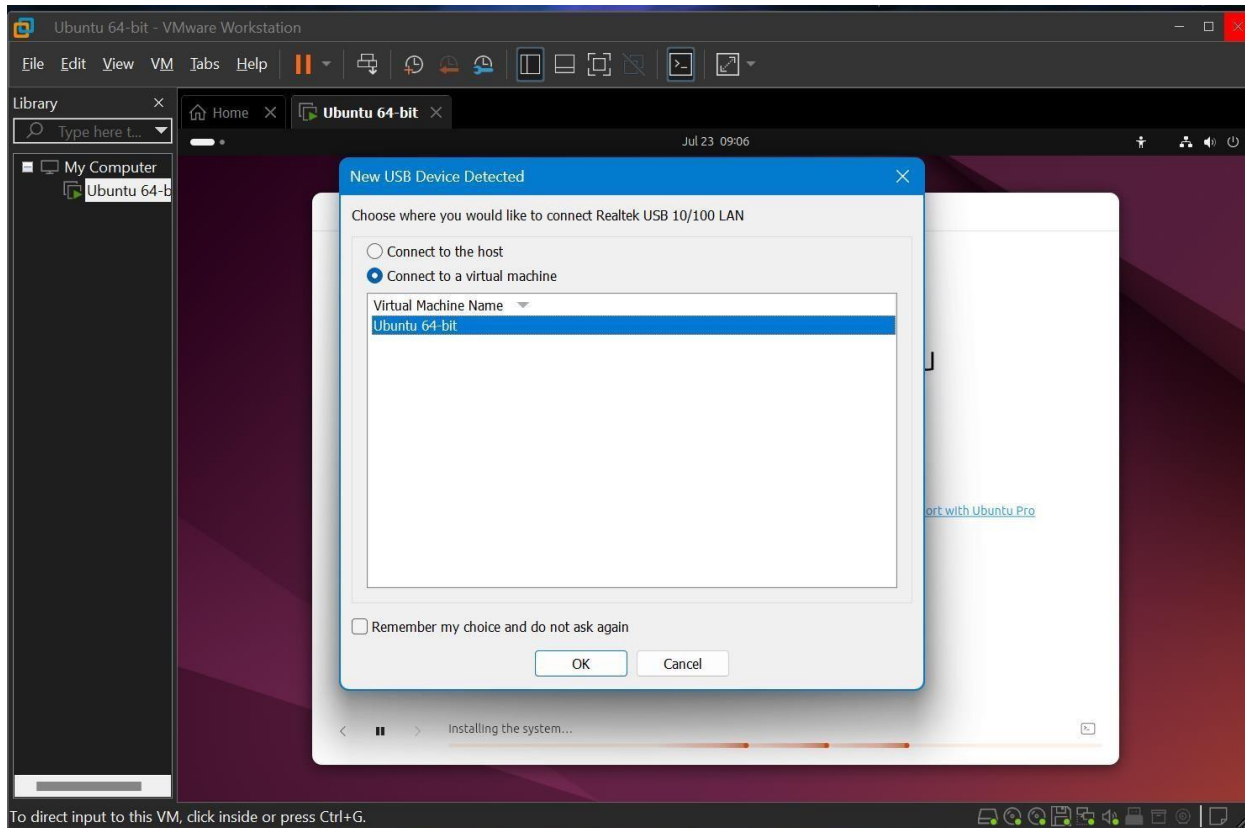 Ubuntu 64-bit - VMware Workstation
File Edit View VM Tabs Help
Library
Home
Ubuntu 64-bit
Type here t...
Jul 23 09:06
My Computer
Ubuntu 64-b
New USB Device Detected
Choose where you would like to connect Realtek USB 10/100 LAN
Connect to the host
Connect to a virtual machine
Virtual Machine Name
Ubuntu 64-bit
ort with Ubuntu Pro
Remember my choice and do not ask again
OK Cancel
Installing the system...
To direct input to this VM, click inside or press Ctrl+G.